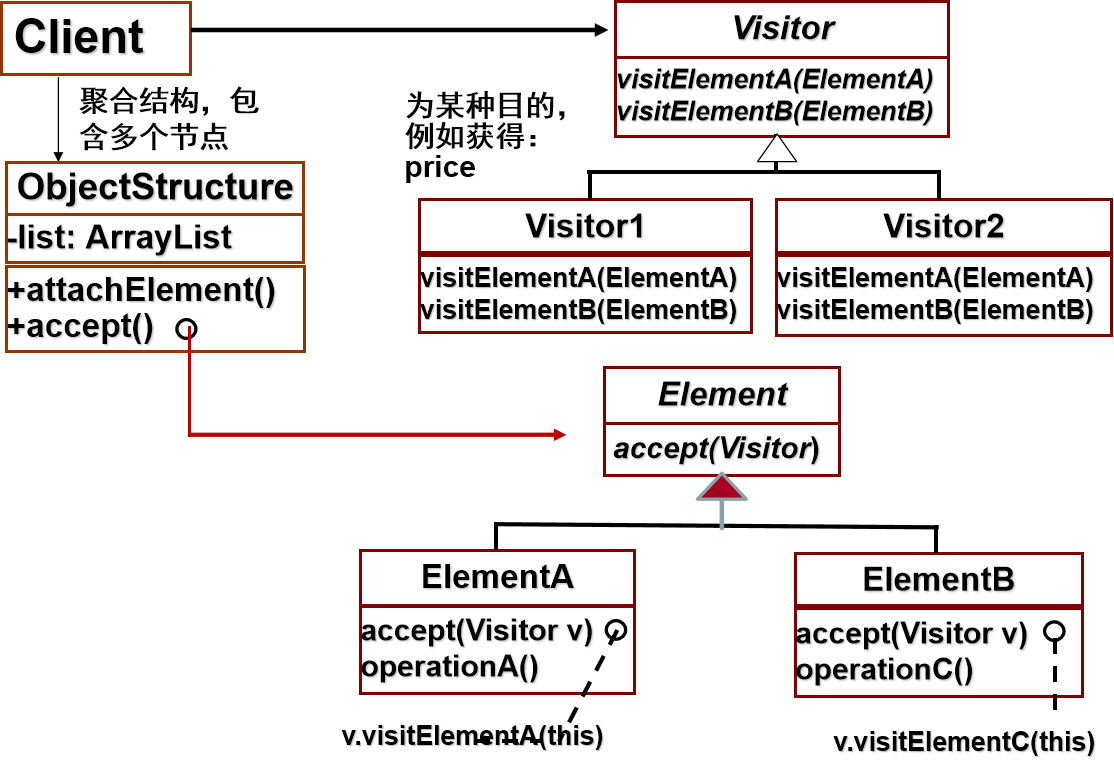 Client
Visitor
visitElementA(ElementA)
visitElementB(ElementB)
聚合结构，包
含多个节点
为某种目的，
例如获得：
price
ObjectStructure
-list: ArrayList
+attachElement()
+accept()
Visitor1
visitElementA(ElementA)
visitElementB(ElementB)
Visitor2
visitElementA(ElementA)
visitElementB(ElementB)
Element
accept(Visitor)
ElementA
accept(Visitor v)
operationA()
v.visitElementA(this)
ElementB
accept(Visitor v)
operationC()
v.visitElementC(this)